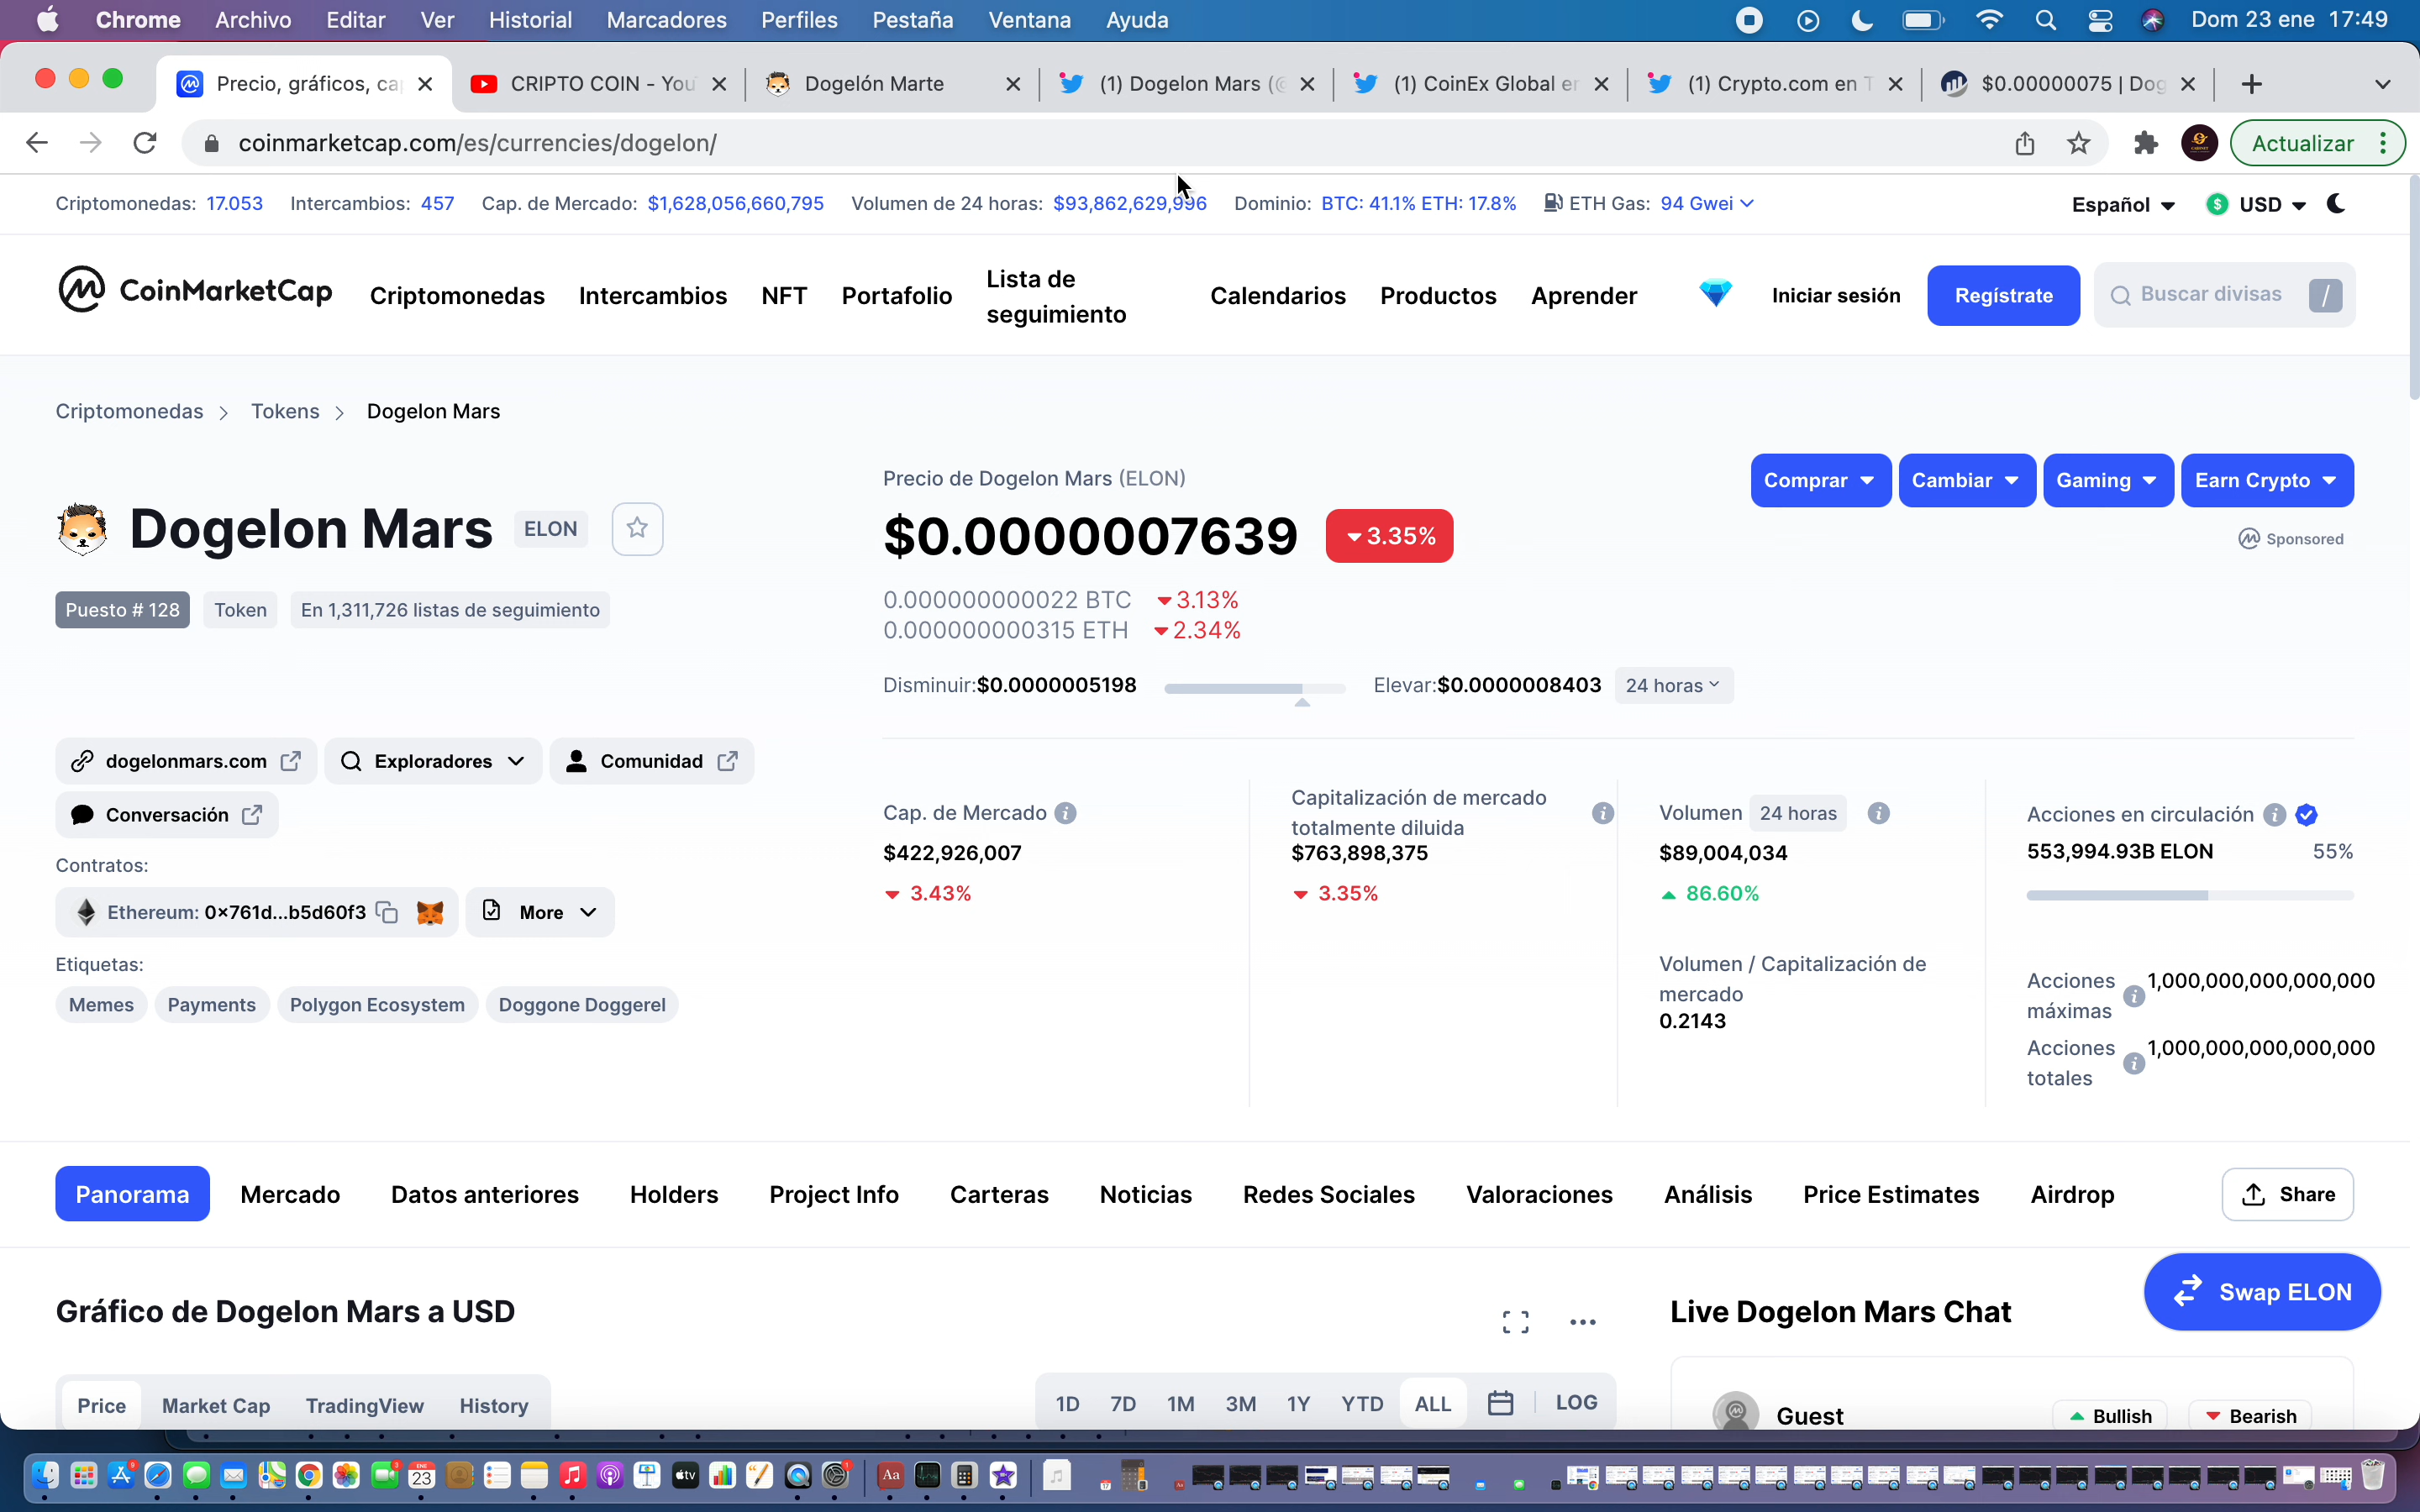 Chrome Archivo Editar Ver Historial Marcadores Perfiles Pestaña Ventana Ayuda Dom 23 ene 17:49
Precio, gráficos, ca CRIPTO COIN - You Dogelón Marte (1) Dogelon Mars (@ (1) CoinEx Global en (1) Crypto.com en T $0.00000075 | Dog
coinmarketcap.com/es/currencies/dogelon/ Actualizar
Criptomonedas: 17.053 Intercambios: 457 Cap. de Mercado: $1,628,056,660,795 Volumen de 24 horas: $93,862,629,996 Dominio: BTC: 41.1% ETH: 17.8% ETH Gas: 94 Gwei Español USD
CoinMarketCap Criptomonedas Intercambios NFT Portafolio Lista de seguimiento Calendarios Productos Aprender Iniciar sesión Regístrate Buscar divisas /
Criptomonedas > Tokens > Dogelon Mars
Dogelon Mars ELON
Puesto # 128 Token En 1,311,726 listas de seguimiento
Precio de Dogelon Mars (ELON)
$0.0000007639 3.35%
0.000000000022 BTC 3.13%
0.000000000315 ETH 2.34%
Disminuir:$0.0000005198 Elevar:$0.0000008403 24 horas
Comprar Cambiar Gaming Earn Crypto
Sponsored
dogelonmars.com Exploradores Comunidad
Conversación
Contratos:
Ethereum: 0x761d...b5d60f3 More
Etiquetas:
Memes Payments Polygon Ecosystem Doggone Doggerel
Cap. de Mercado
$422,926,007
3.43%
Capitalización de mercado
totalmente diluida
$763,898,375
3.35%
Volumen 24 horas
$89,004,034
86.60%
Volumen / Capitalización de
mercado
0.2143
Acciones en circulación
553,994.93B ELON 55%
Acciones máximas 1,000,000,000,000,000
Acciones totales 1,000,000,000,000,000
Panorama Mercado Datos anteriores Holders Project Info Carteras Noticias Redes Sociales Valoraciones Análisis Price Estimates Airdrop Share
Gráfico de Dogelon Mars a USD
Live Dogelon Mars Chat
Swap ELON
Price Market Cap TradingView History 1D 7D 1M 3M 1Y YTD ALL LOG
Guest Bullish Bearish
ENE
23
tv
Aa